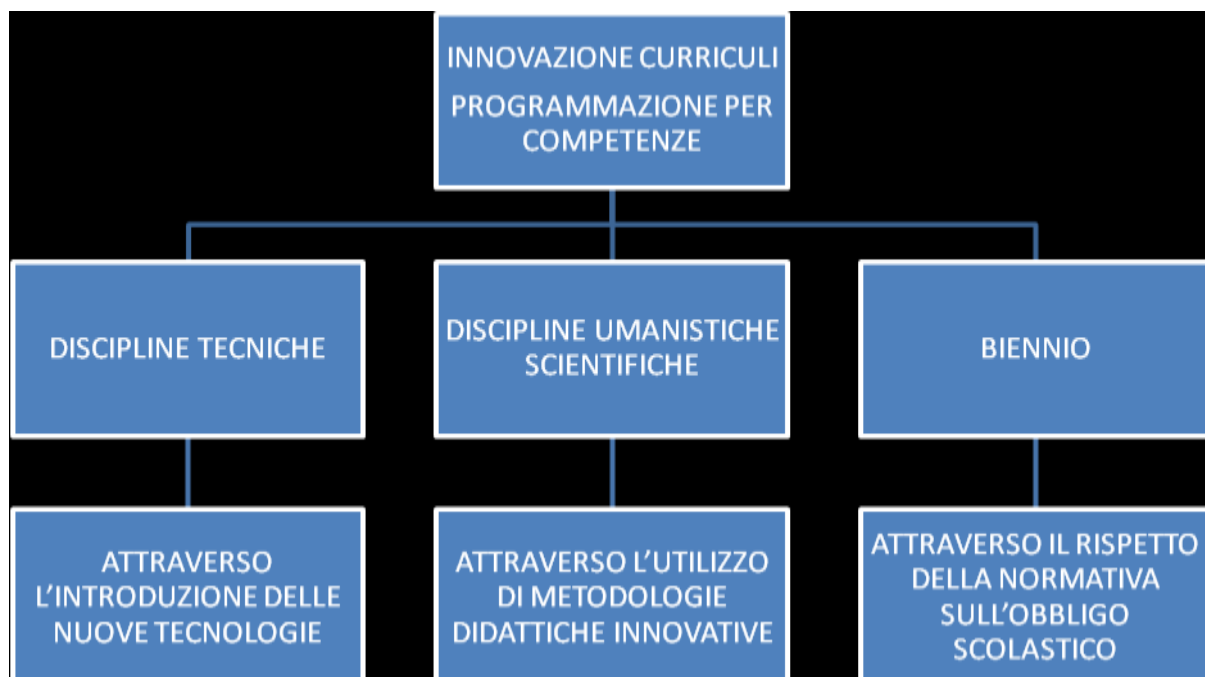 INNOVAZIONE CURRICULI
PROGRAMMAZIONE PER
COMPETENZE
DISCIPLINE TECNICHE
DISCIPLINE UMANISTICHE
SCIENTIFICHE
BIENNIO
ATTRAVERSO
L’INTRODUZIONE DELLE
NUOVE TECNOLOGIE
ATTRAVERSO L’UTILIZZO
DI METODOLOGIE
DIDATTICHE INNOVATIVE
ATTRAVERSO IL RISPETTO
DELLA NORMATIVA
SULL’OBBLIGO
SCOLASTICO